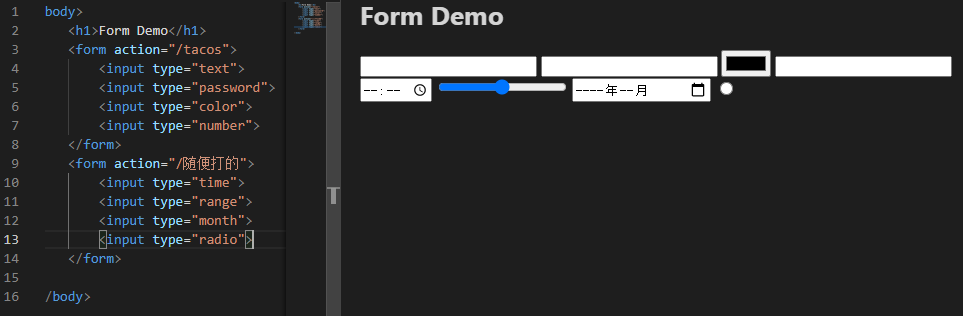 1 body>
2 <h1>Form Demo</h1>
3 <form action="/tacos">
4 <input type="text">
5 <input type="password">
6 <input type="color">
7 <input type="number">
8 </form>
9 <form action="/随便打的">
10 <input type="time">
11 <input type="range">
12 <input type="month">
13 <input type="radio">
14 </form>
15
16 /body>
Form Demo
--:-- ----年--月